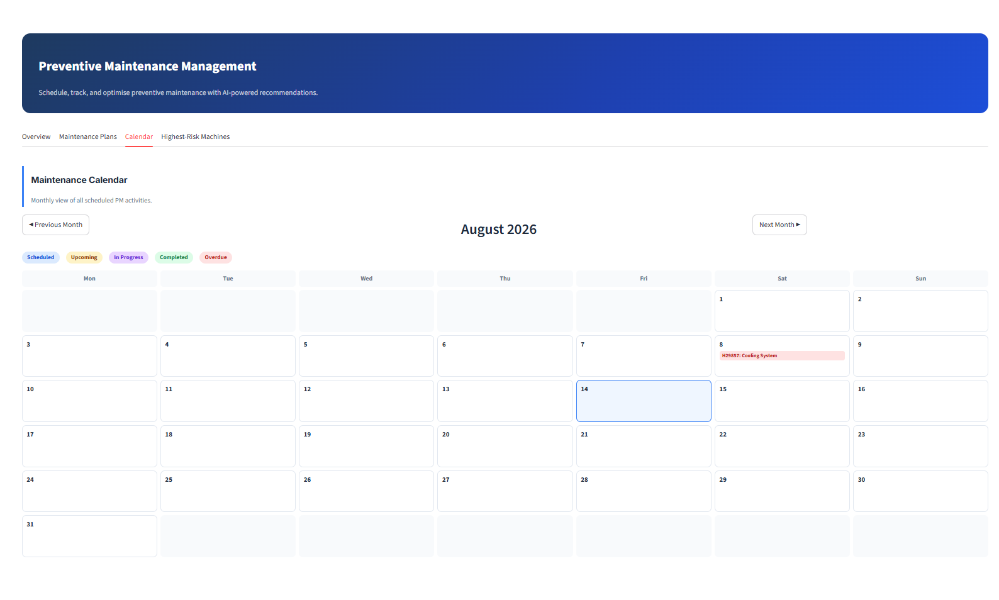 Preventive Maintenance Management
Schedule, track, and optimise preventive maintenance with AI-powered recommendations.
Overview Maintenance Plans Calendar Highest-Risk Machines
Maintenance Calendar
Monthly view of all scheduled PM activities.
◄ Previous Month August 2026 Next Month ►
Scheduled Upcoming In Progress Completed Overdue
Mon Tue Wed Thu Fri Sat Sun
1 2
3 4 5 6 7 8 9
H29857: Cooling System
10 11 12 13 14 15 16
17 18 19 20 21 22 23
24 25 26 27 28 29 30
31